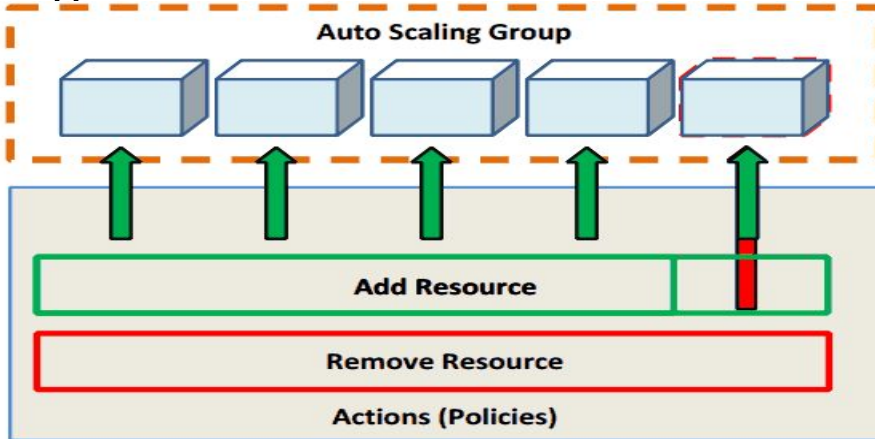 Auto Scaling Group
Add Resource
Remove Resource
Actions (Policies)